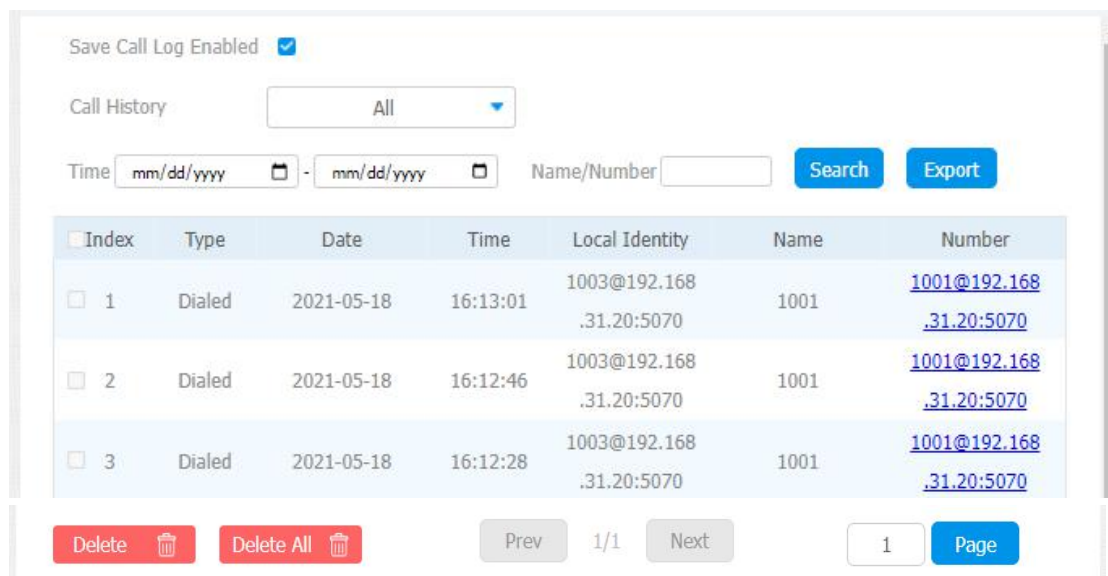 Save Call Log Enabled
Call History All
Time mm/dd/yyyy - mm/dd/yyyy Name/Number Search Export
Index Type Date Time Local Identity Name Number
1 Dialed 2021-05-18 16:13:01 1003@192.168 1001 1001@192.168
.31.20:5070 .31.20:5070
2 Dialed 2021-05-18 16:12:46 1003@192.168 1001 1001@192.168
.31.20:5070 .31.20:5070
3 Dialed 2021-05-18 16:12:28 1003@192.168 1001 1001@192.168
.31.20:5070 .31.20:5070
Delete Delete All Prev 1/1 Next 1 Page